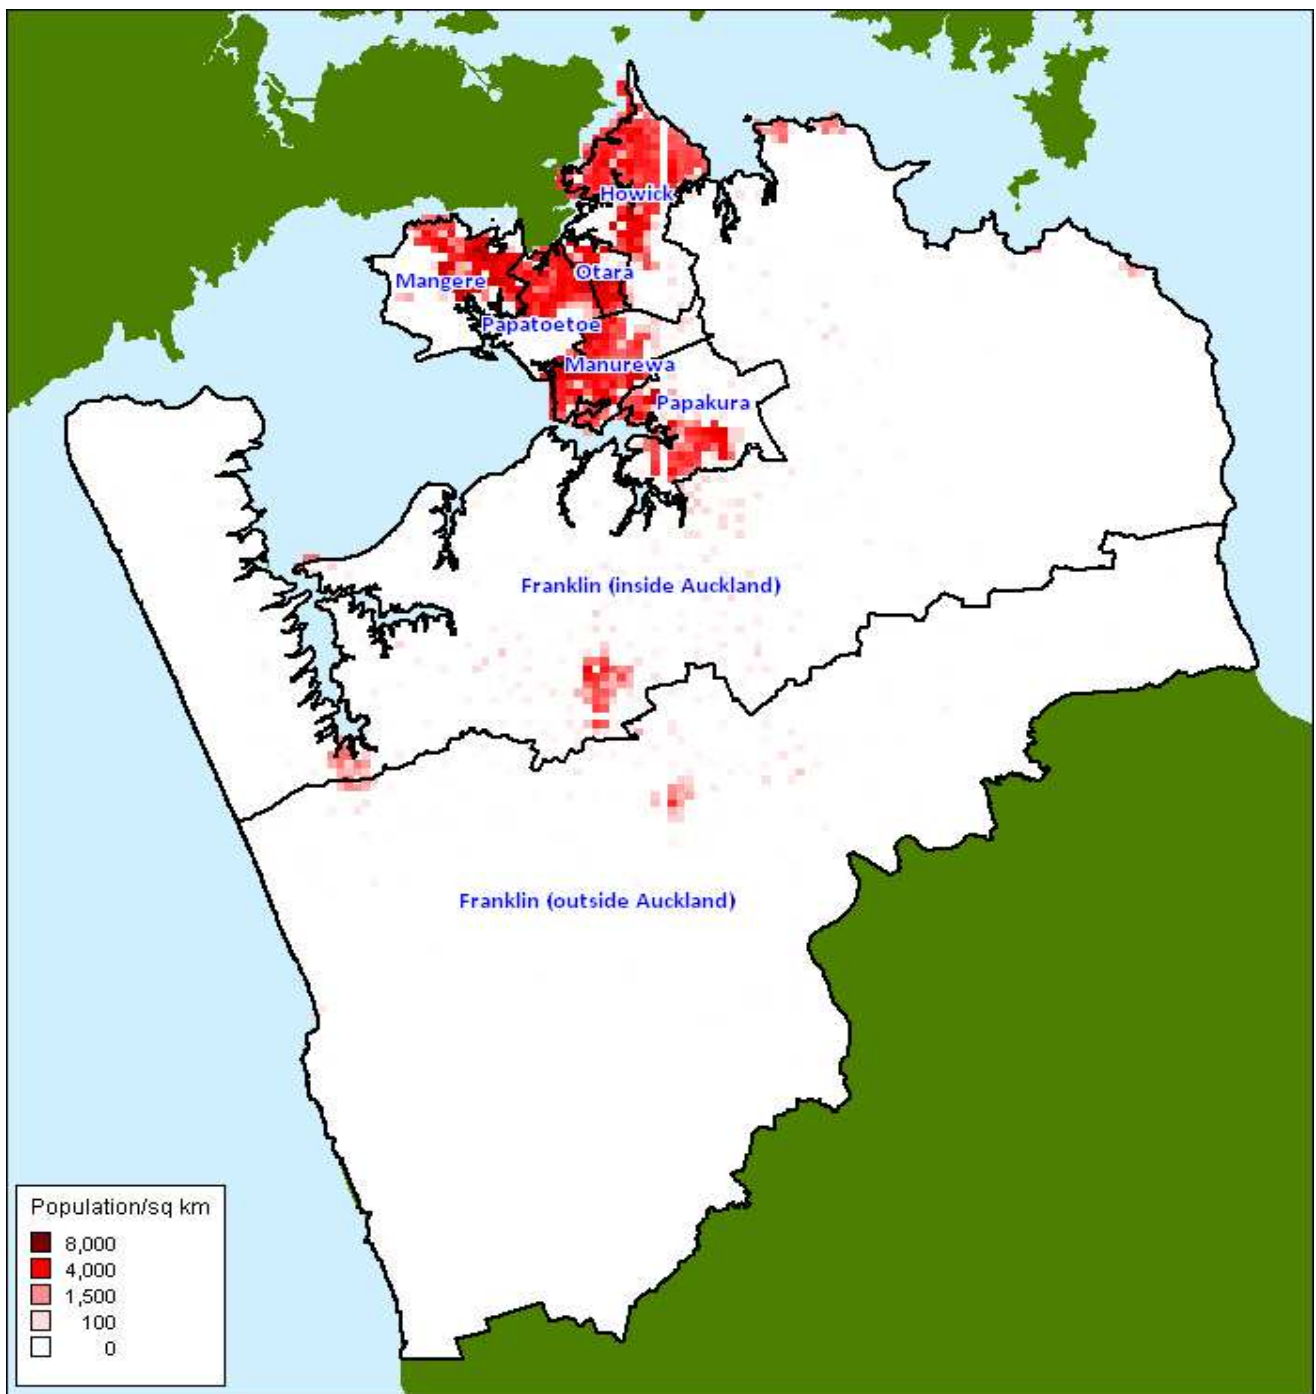 Howick
Otara
Mangere
Papatoetoe
Manurewa
Papakura
Franklin (inside Auckland)
Franklin (outside Auckland)
Population/sq km
8,000
4,000
1,500
100
0